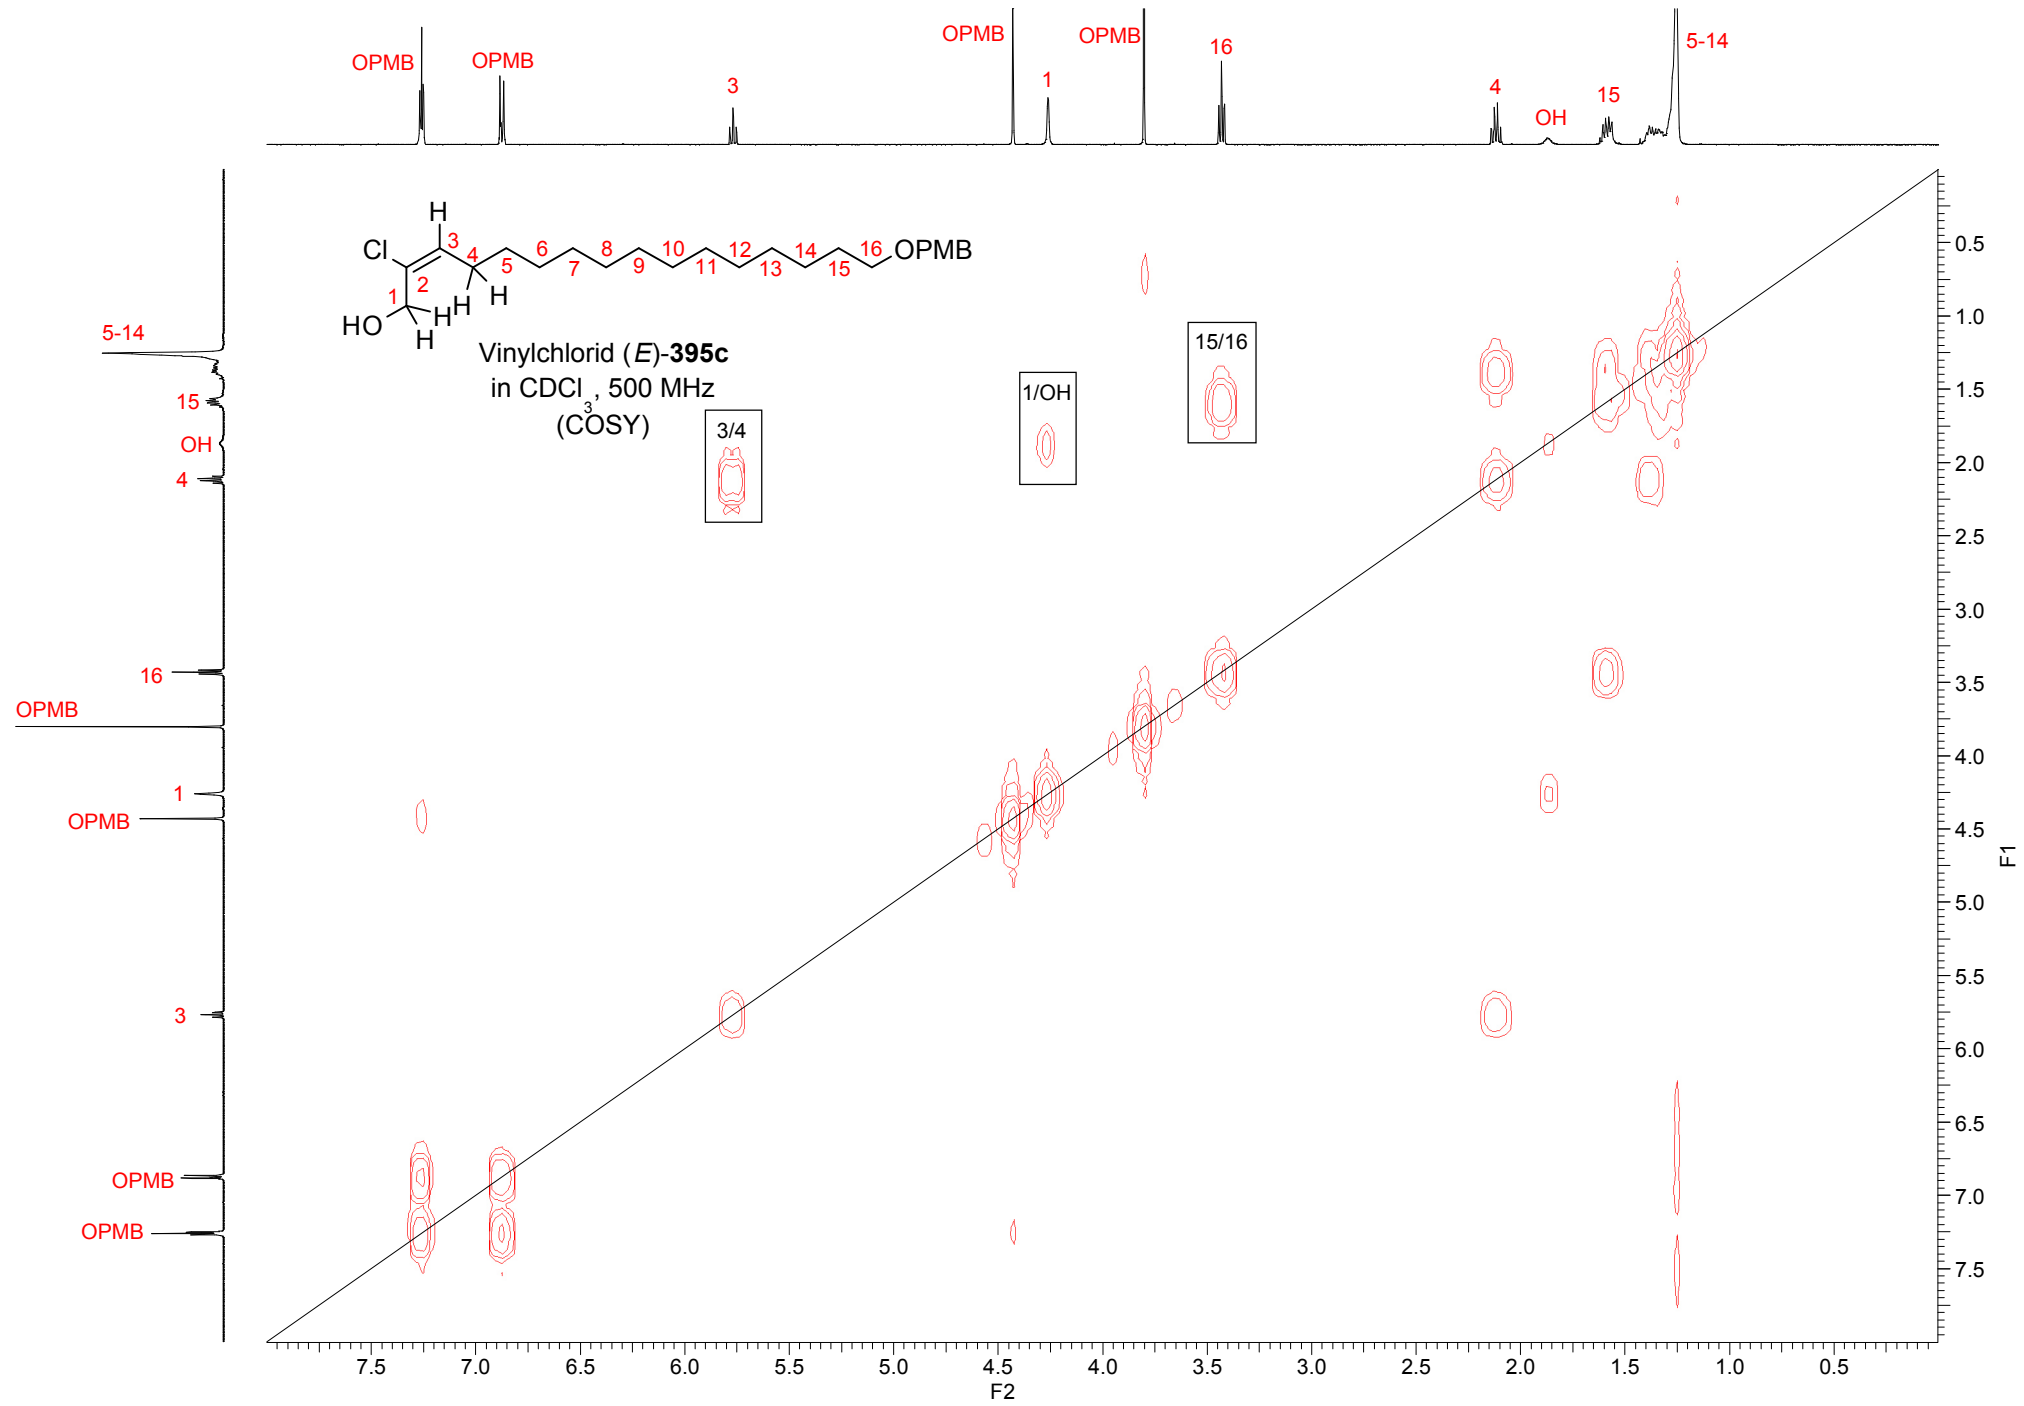 OPMB
OPMB
3
OPMB
1
OPMB
16
4
OH
15
5-14
H
Cl
3
4
5
6
7
8
9
10
11
12
13
14
15
16
OPMB
2
1
H
H
H
H
HO
Vinylchlorid (E)-395c
in CDCl3, 500 MHz
(COSY)
3/4
1/OH
15/16
5-14
15
OH
4
16
OPMB
1
OPMB
3
OPMB
OPMB
0.5
1.0
1.5
2.0
2.5
3.0
3.5
4.0
4.5
5.0
5.5
6.0
6.5
7.0
7.5
F1
7.5 7.0 6.5 6.0 5.5 5.0 4.5 4.0 3.5 3.0 2.5 2.0 1.5 1.0 0.5
F2